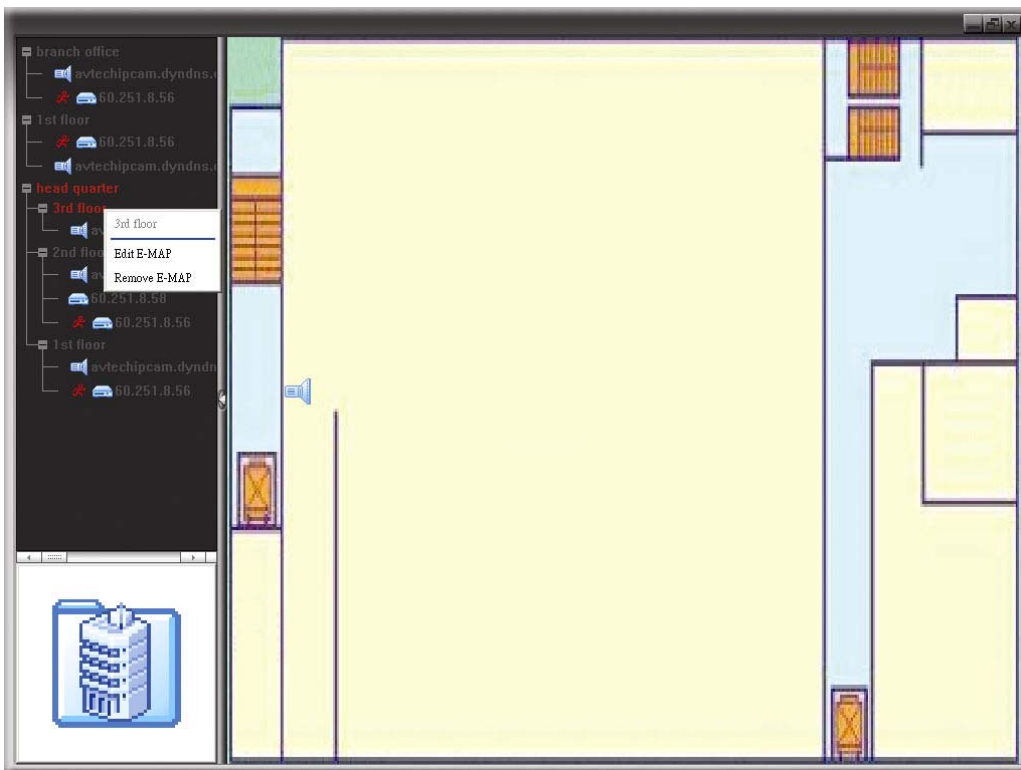 branch office
avtechipcam.dyndns.
60.251.8.56
1st floor
60.251.8.56
avtechipcam.dyndns.
head quarter
3rd floor
3rd floor
Edit E-MAP
Remove E-MAP
2nd floo
60.251.8.58
60.251.8.56
1st floor
avtechipcam.dyndn
60.251.8.56